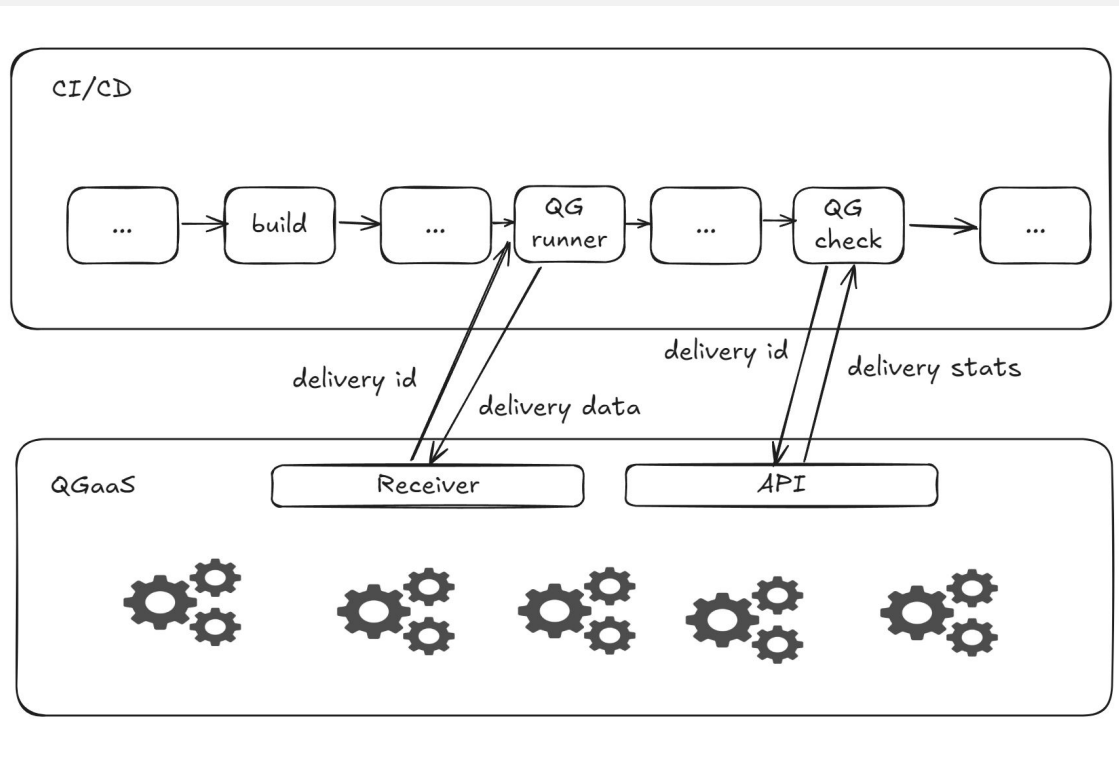 CI/CD
...
build
...
QG
runner
...
QG
check
...
delivery id
delivery data
delivery id
delivery stats
QGaaS
Receiver
API